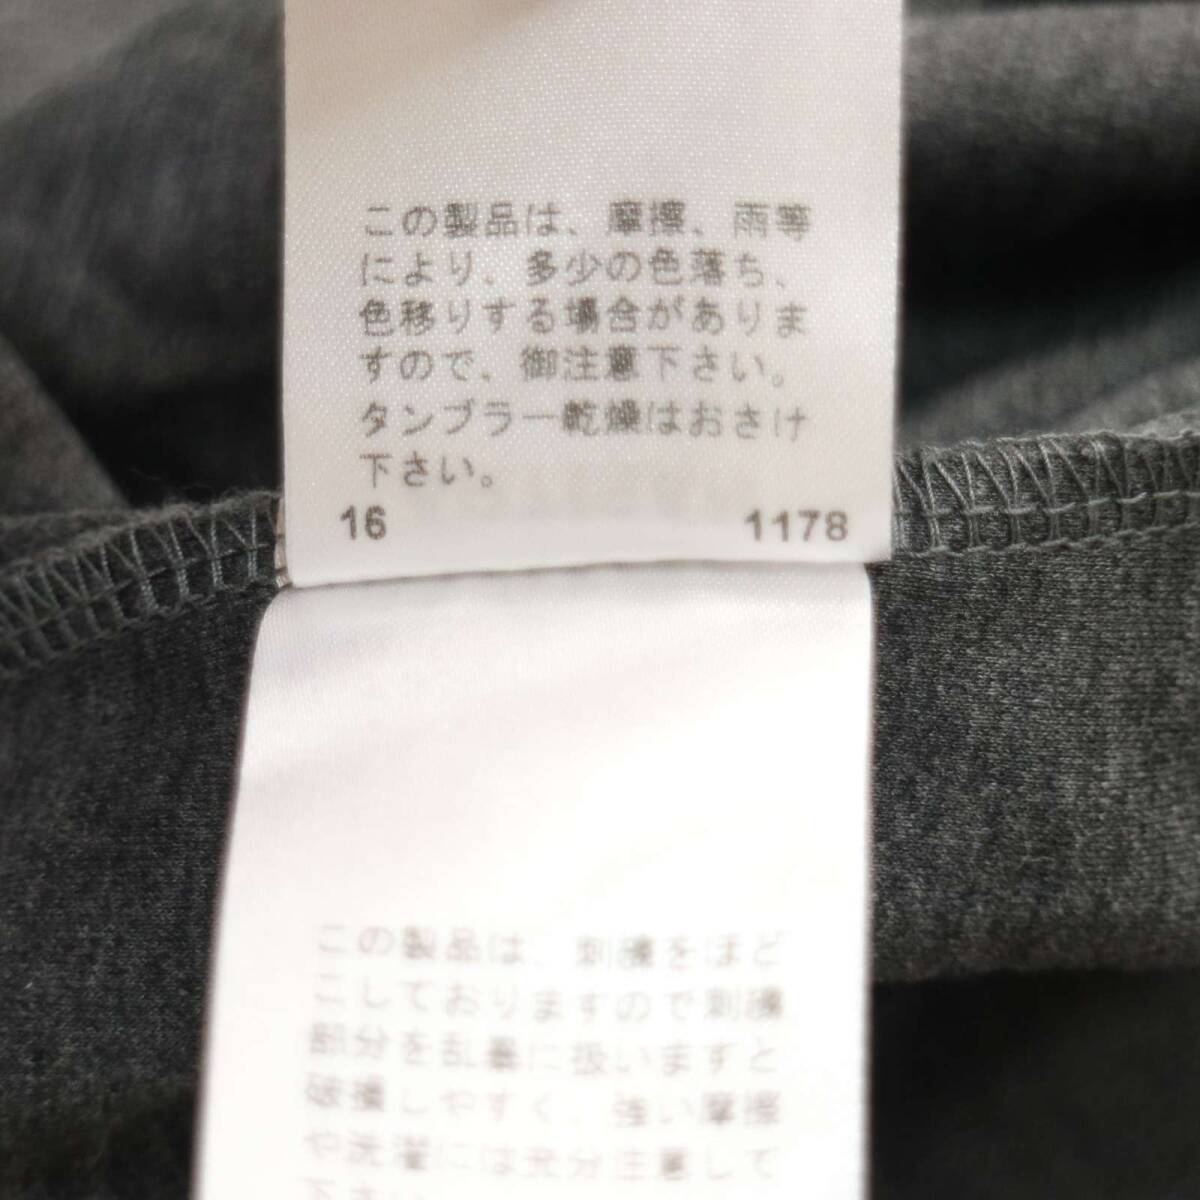 この製品は、摩擦、雨等
により、多少の色落ち、
色移りする場合がありま
すので、御注意下さい。
タンブラー乾燥はおさけ
下さい。
16 1178
この製品は、刺繍をほど
こしておりますので刺繍
部分を乱暴に扱いますと
破損しやすく、強い摩擦
や洗濯には充分注意して
下さい。